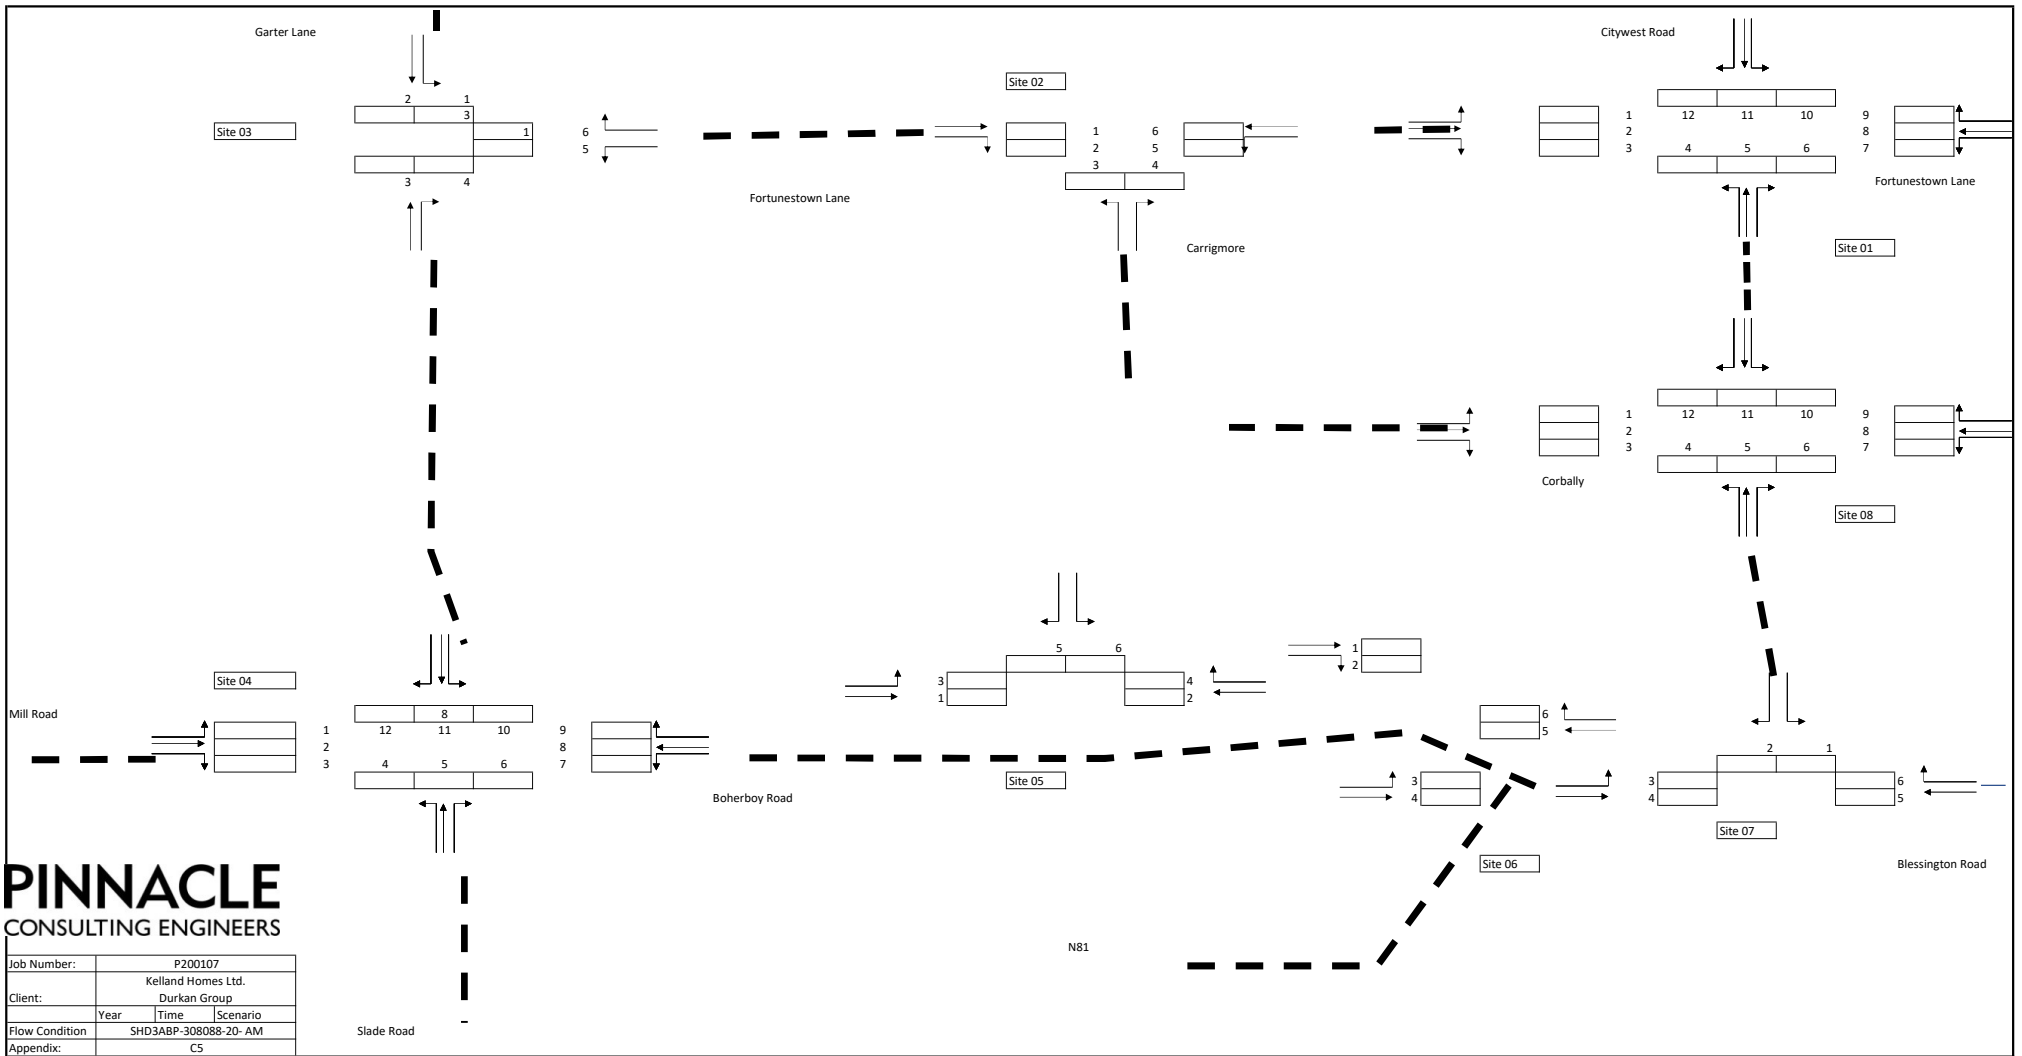 Garter Lane
Citywest Road
Site 02
2 1
3
Site 03
1
6
5
3 4
1 6
2 5
3 4
1
2
3
12 11 10
4 5 6
9
8
7
Fortunestown Lane
Fortunestown Lane
Carrigmore
Site 01
1
2
3
12 11 10
4 5 6
9
8
7
Corbally
Site 08
5 6
3
1
4
2
1
2
Site 04
Mill Road
8
1
2
3
12 11 10
4 5 6
9
8
7
6
5
2 1
3
4
3
4
6
5
Site 05
Boherboy Road
Site 07
Site 06
Blessington Road
PINNACLE
CONSULTING ENGINEERS
N81
Job Number: P200107
Kelland Homes Ltd.
Client: Durkan Group
Year Time Scenario
Flow Condition SHD3ABP-308088-20- AM
Appendix: C5
Slade Road